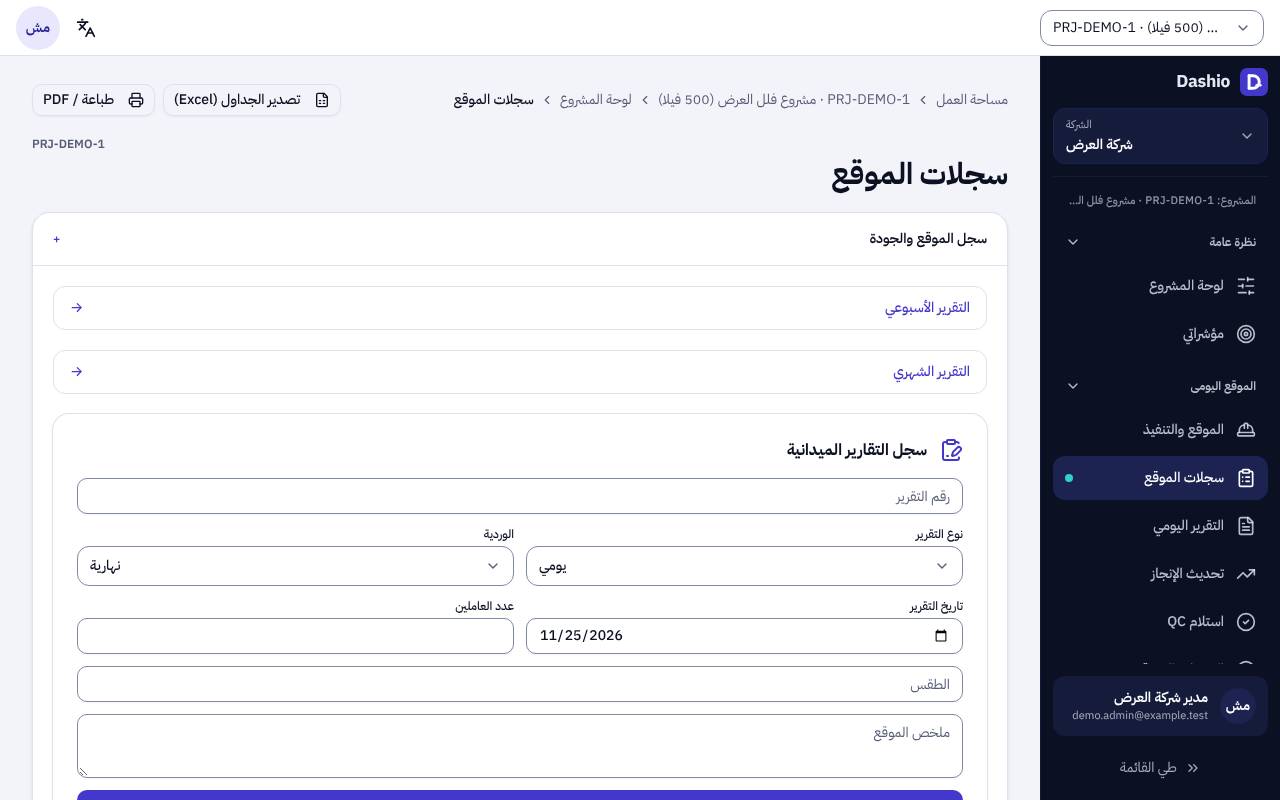 PRJ-DEMO-1 · (500 فيلا) ...
مش
Dashio
الشركة
شركة العرض
المشروع: PRJ-DEMO-1 · مشروع فلل الـ...
نظرة عامة
لوحة المشروع
مؤشراتي
الموقع اليومي
الموقع والتنفيذ
سجلات الموقع
التقرير اليومي
تحديث الإنجاز
استلام QC
مش
مدير شركة العرض
demo.admin@example.test
طي القائمة
مساحة العمل
PRJ-DEMO-1 · مشروع فلل العرض (500 فيلا)
لوحة المشروع
سجلات الموقع
تصدير الجداول (Excel)
طباعة / PDF
PRJ-DEMO-1
سجلات الموقع
سجل الموقع والجودة
+
التقرير الأسبوعي
التقرير الشهري
سجل التقارير الميدانية
رقم التقرير
نوع التقرير
الوردية
يومي
نهارية
تاريخ التقرير
عدد العاملين
11/25/2026
الطقس
ملخص الموقع